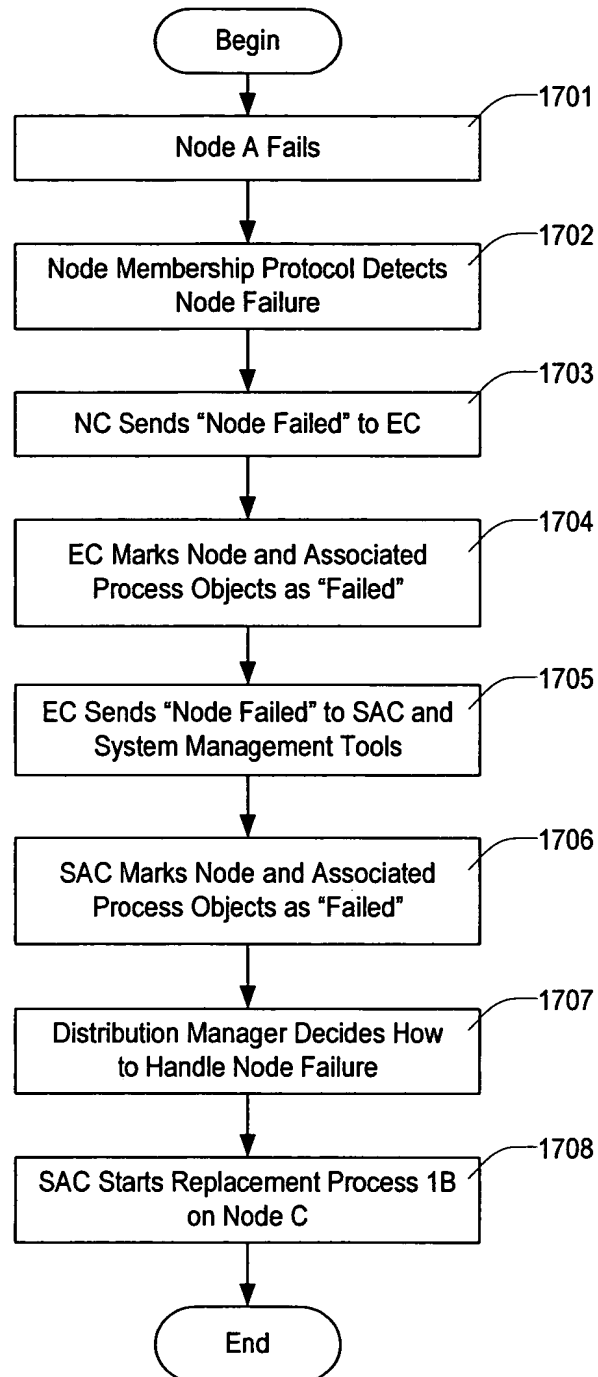 Begin
1701
Node A Fails
1702
Node Membership Protocol Detects
Node Failure
1703
NC Sends “Node Failed” to EC
1704
EC Marks Node and Associated
Process Objects as “Failed”
1705
EC Sends “Node Failed” to SAC and
System Management Tools
1706
SAC Marks Node and Associated
Process Objects as “Failed”
1707
Distribution Manager Decides How
to Handle Node Failure
1708
SAC Starts Replacement Process 1B
on Node C
End